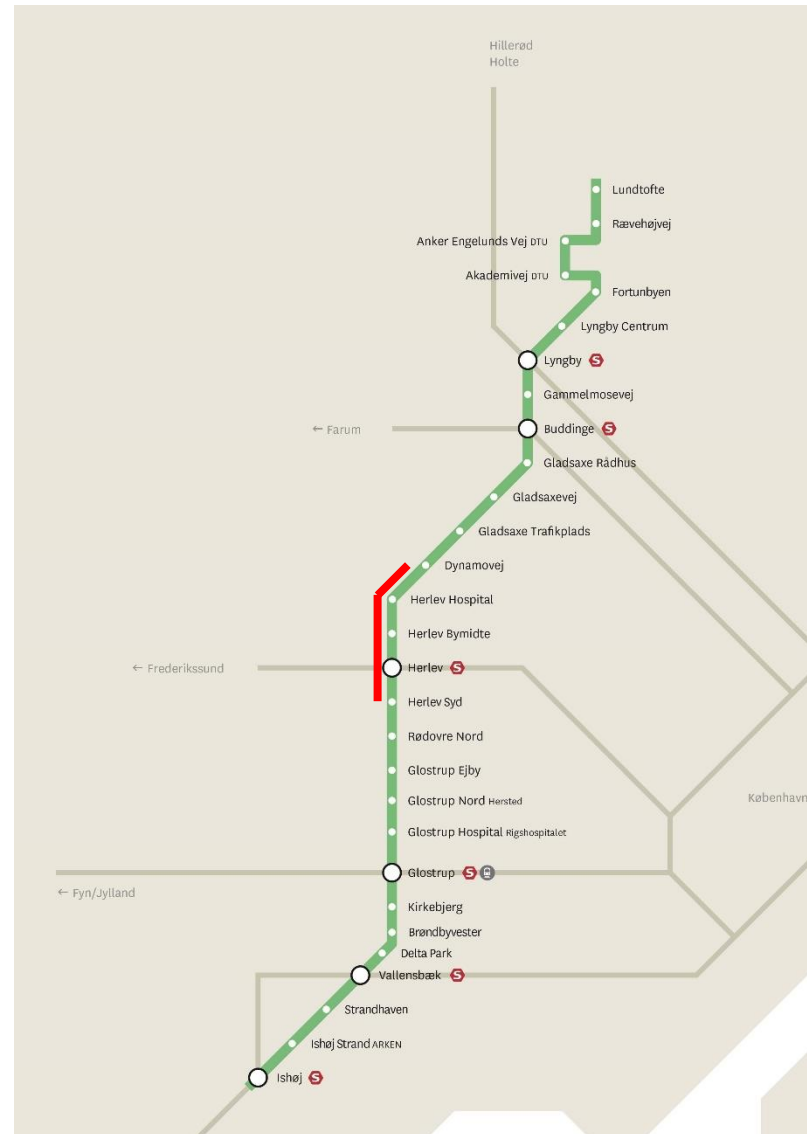 Hillerød
Holte
Lundtofte
Rævehøjvej
Anker Engelunds Vej DTU
Akademivej DTU
Fortunbyen
Lyngby Centrum
Lyngby S
Gammelmosevej
← Farum
Buddinge S
Gladsaxe Rådhus
Gladsaxevej
Gladsaxe Trafikplads
Dynamovej
Herlev Hospital
Herlev Bymidte
← Frederikssund
Herlev S
Herlev Syd
Rødovre Nord
Glostrup Ejby
Glostrup Nord Hersted
København
Glostrup Hospital Rigshospitalet
Glostrup S
← Fyn/Jylland
Kirkebjerg
Brøndbyvester
Delta Park
Vallensbæk S
Strandhaven
Ishøj Strand ARKEN
Ishøj S